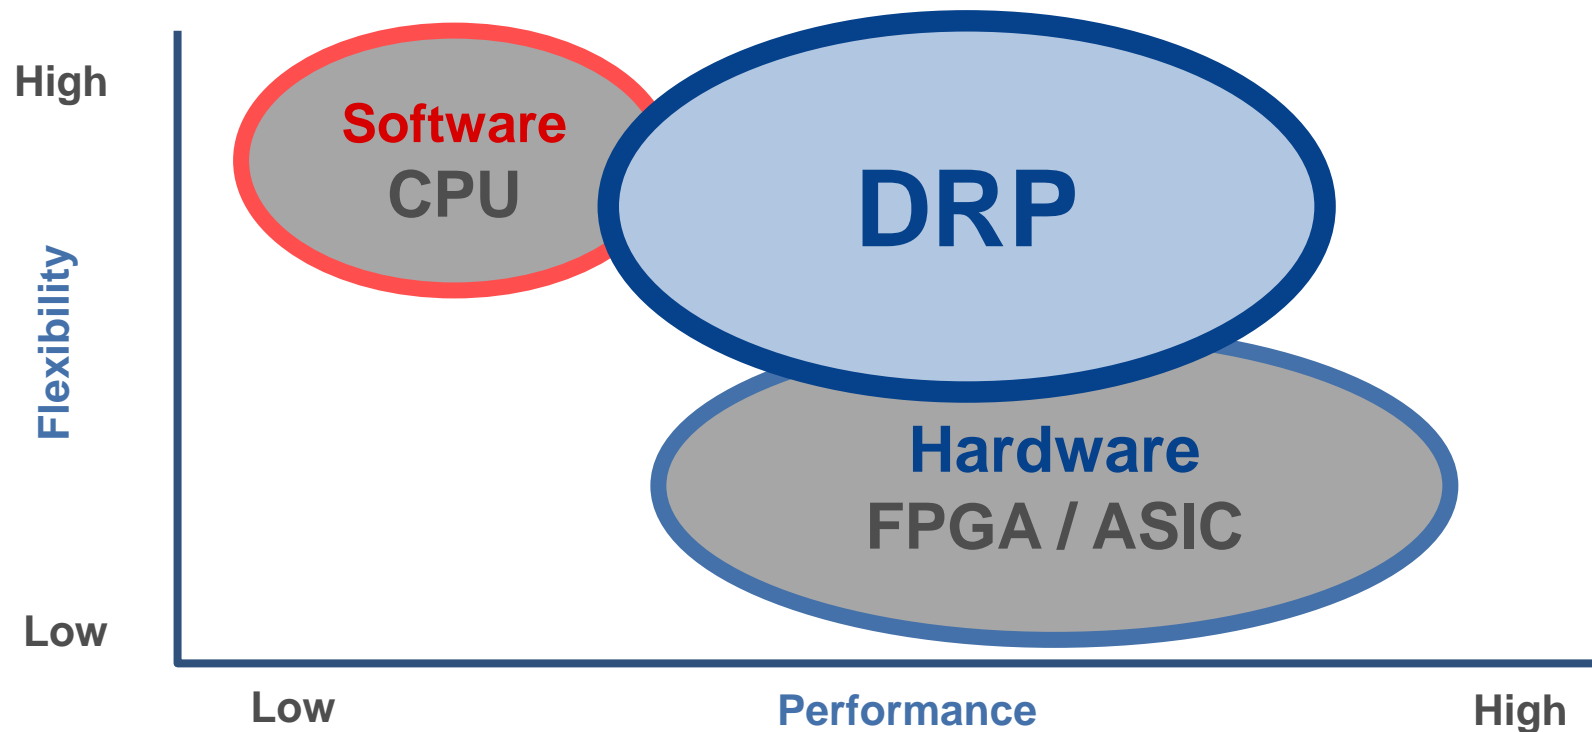 High
Software
CPU
DRP
Flexibility
Hardware
FPGA / ASIC
Low
Low
Performance
High